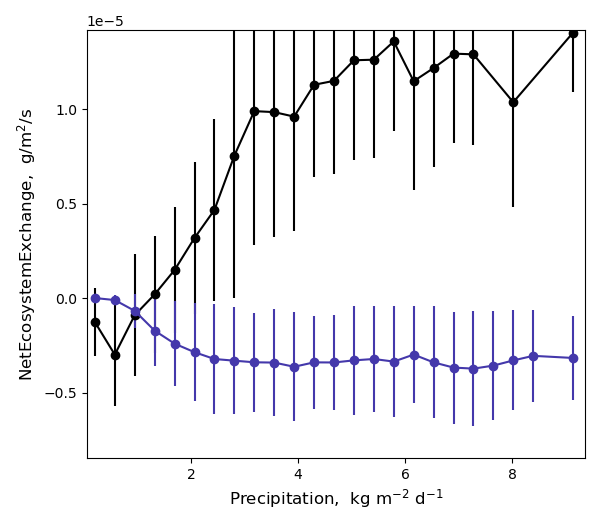 1e−5
1.0
0.5
0.0
−0.5
NetEcosystemExchange, g/m²/s
2 4 6 8
Precipitation, kg m⁻² d⁻¹